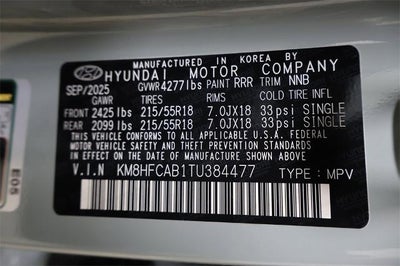 MANUFACTURED IN KOREA BY
HYUNDAI MOTOR COMPANY
SEP/2025 GVWR 4277lbs PAINT RRR TRIM NNB
GAWR TIRES RIMS COLD TIRE INFL
FRONT 2425lbs 215/55R18 7.0JX18 33psi SINGLE
REAR 2099lbs 215/55R18 7.0JX18 33psi SINGLE
THIS VEHICLE CONFORMS TO ALL APPLICABLE U.S.A. FEDERAL
MOTOR VEHICLE SAFETY, BUMPER, AND THEFT PREVENTION
STANDARDS IN EFFECT ON THE DATE OF MANUFACTURE SHOWN ABOVE.
V.I.N KM8HFCAB1TU384477 TYPE : MPV
E08